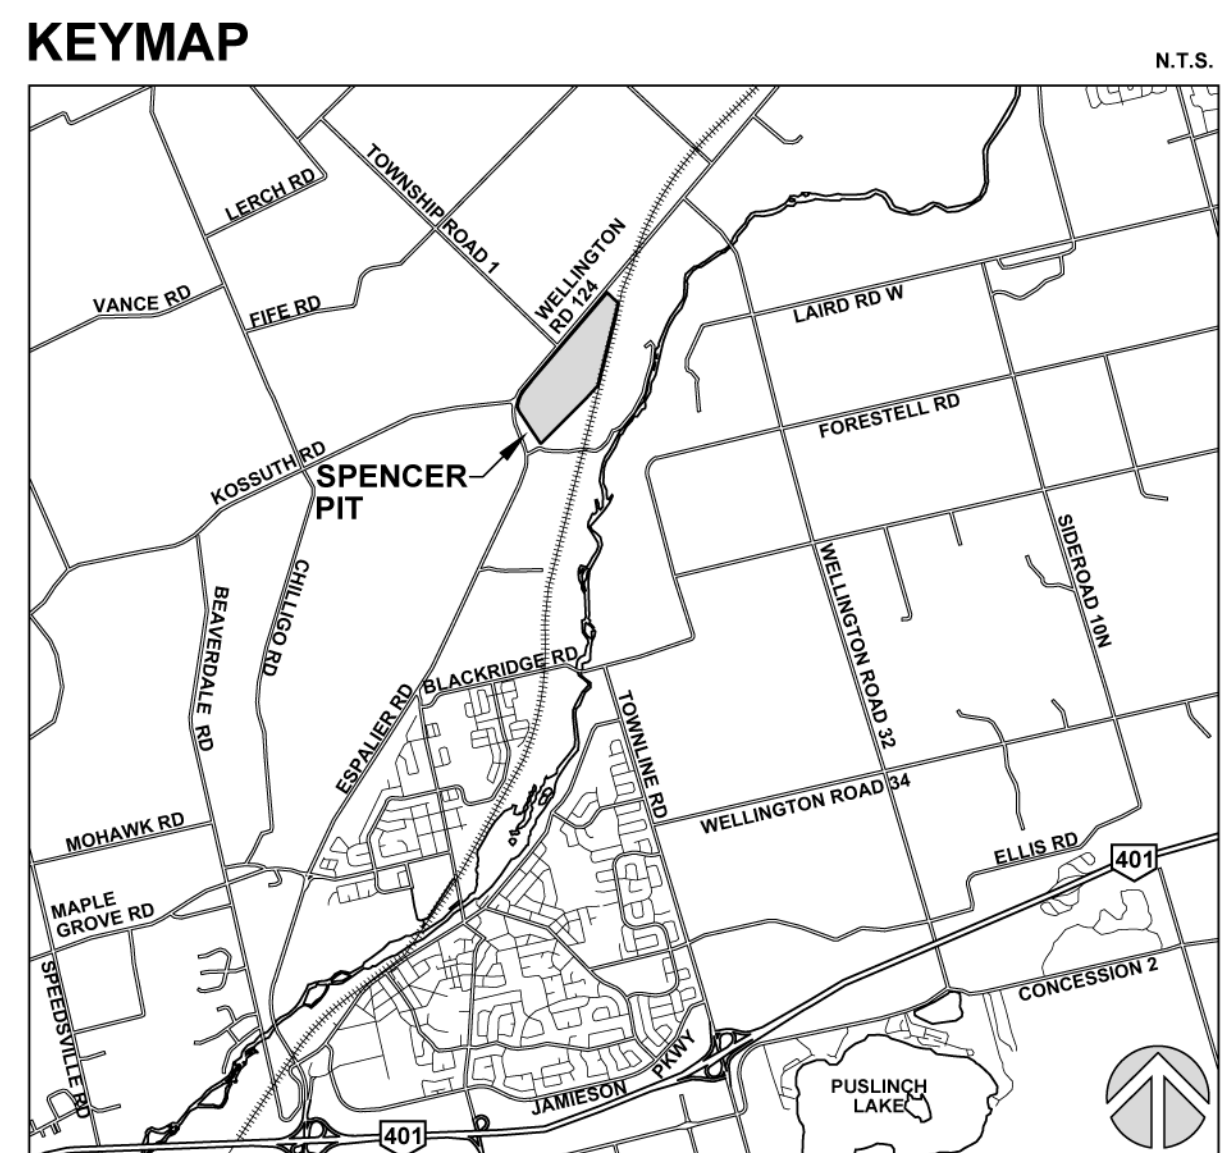 KEYMAP
N.T.S.
LERCH RD
TOWNSHIP ROAD 1
WELLINGTON
RD 124
VANCE RD
FIFE RD
LAIRD RD W
FORESTELL RD
KOSSUTH RD
SPENCER
PIT
SIDEROAD 10N
WELLINGTON ROAD 32
BEAVERDALE RD
CHILLIGO RD
BLACKRIDGE RD
ESPALIER RD
TOWNLINE RD
WELLINGTON ROAD 34
MOHAWK RD
ELLIS RD
401
MAPLE
GROVE RD
SPEEDSVILLE RD
CONCESSION 2
JAMIESON PKWY
PUSLINCH
LAKE
401